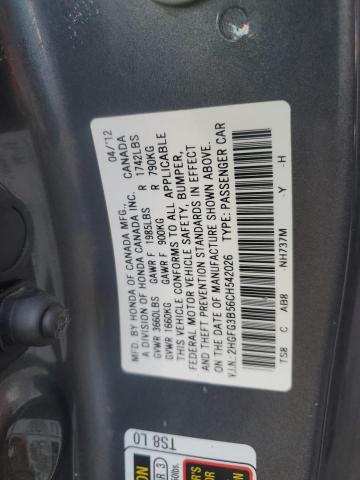 MFD. BY HONDA OF CANADA MFG., 04/12
A DIVISION OF HONDA CANADA INC. CANADA
GVWR 3660LBS GAWR F 1985LBS R 1742LBS
GVWR 1660KG GAWR F 900KG R 790KG
THIS VEHICLE CONFORMS TO ALL APPLICABLE
FEDERAL MOTOR VEHICLE SAFETY, BUMPER,
AND THEFT PREVENTION STANDARDS IN EFFECT
ON THE DATE OF MANUFACTURE SHOWN ABOVE.
V.I.N.: 2HGFG3B56CH542026 TYPE: PASSENGER CAR
TS8 C AB8 NH737M Y H
TS8 L0